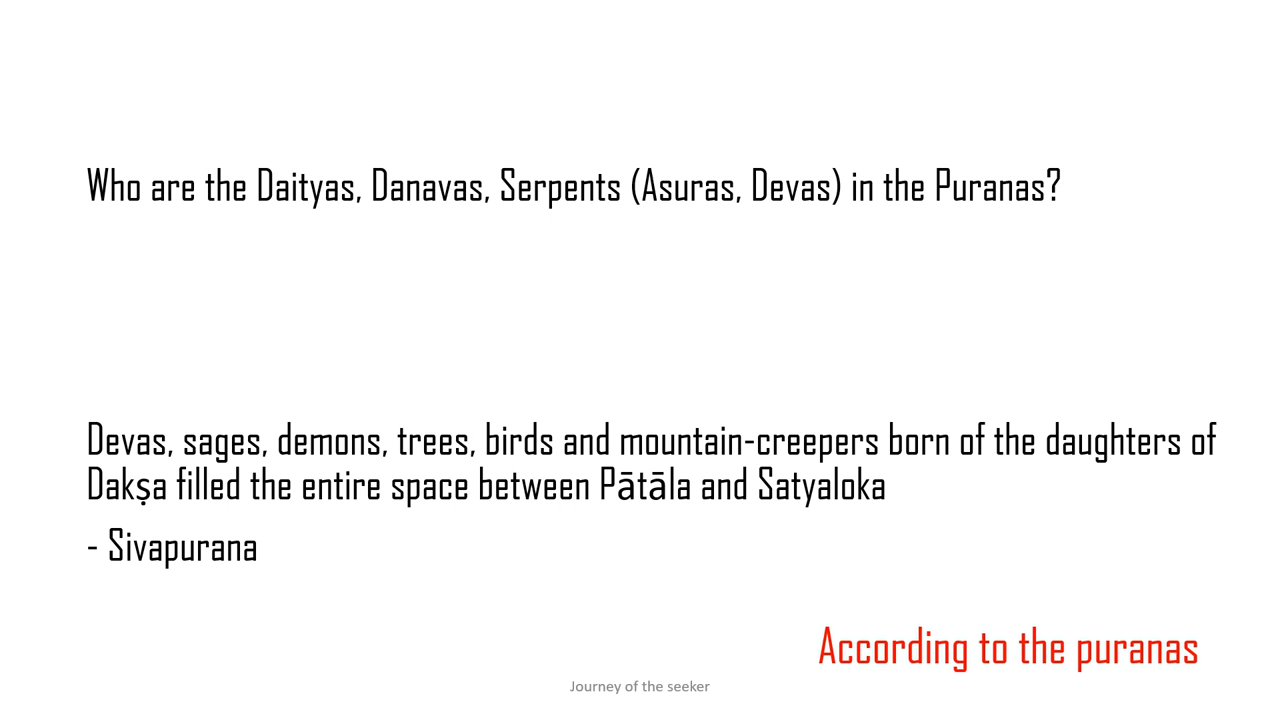 Who are the Daityas, Danavas, Serpents (Asuras, Devas) in the Puranas?
Devas, sages, demons, trees, birds and mountain-creepers born of the daughters of
Dakṣa filled the entire space between Pātāla and Satyaloka
- Sivapurana
According to the puranas
Journey of the seeker